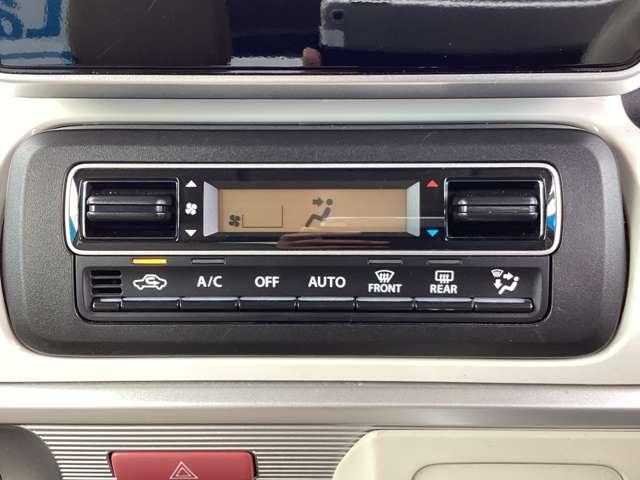 A/C OFF AUTO FRONT REAR